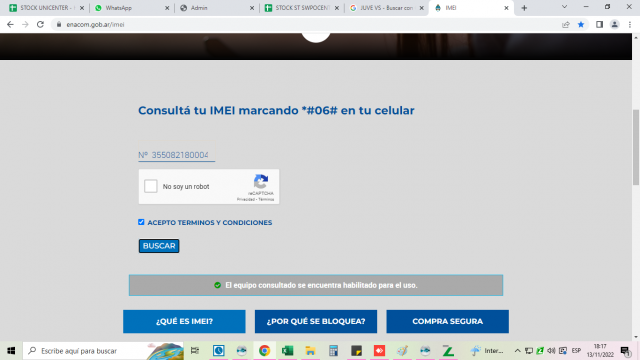 STOCK UNICENTER -
WhatsApp
Admin
STOCK ST SWPOCENT
JUVE VS - Buscar con
IMEI
enacom.gob.ar/imei
Consultá tu IMEI marcando *#06# en tu celular
Nº 355082180004
No soy un robot
reCAPTCHA
Privacidad - Términos
ACEPTO TERMINOS Y CONDICIONES
BUSCAR
El equipo consultado se encuentra habilitado para el uso.
¿QUÉ ES IMEI?
¿POR QUÉ SE BLOQUEA?
COMPRA SEGURA
Escribe aquí para buscar
Inter...
ESP
18:17
13/11/2022